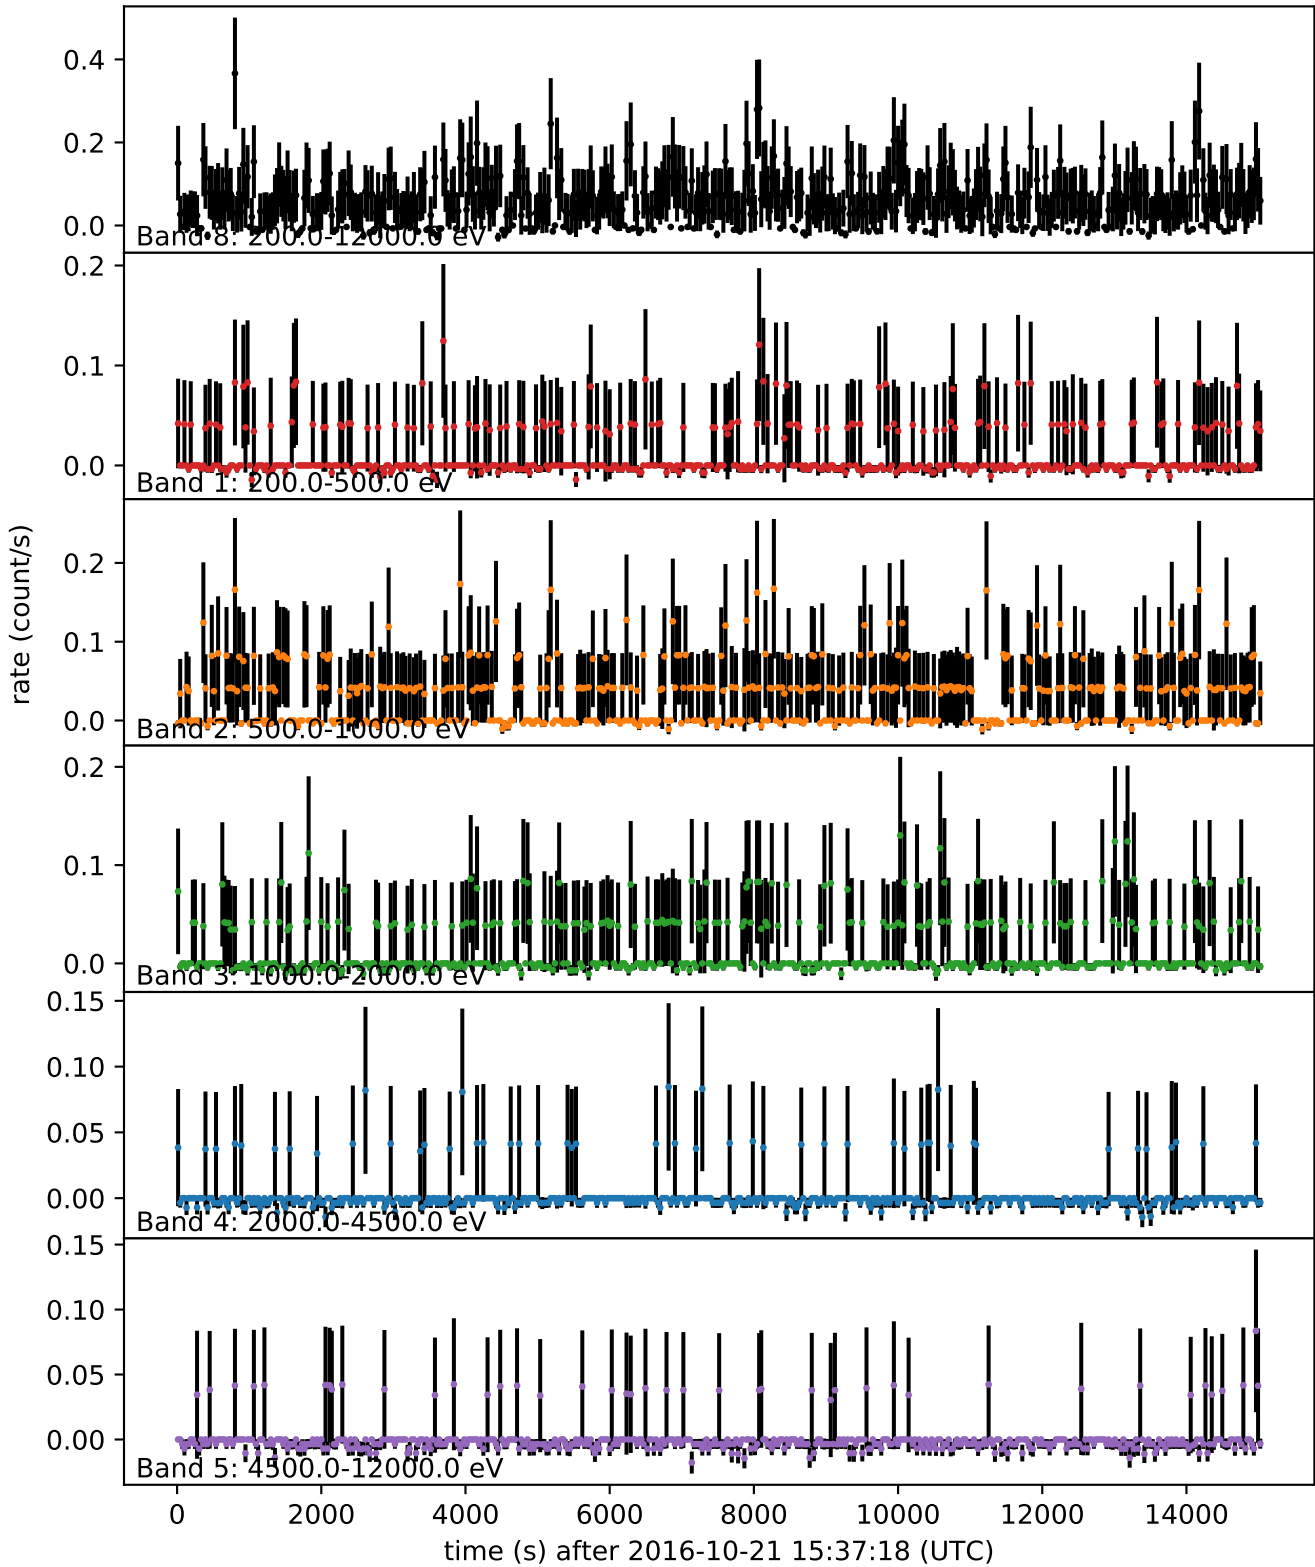 0.4
0.2
0.0
Band 8: 200.0-12000.0 eV
0.2
0.1
0.0
Band 1: 200.0-500.0 eV
0.2
0.1
0.0
Band 2: 500.0-1000.0 eV
rate (count/s)
0.2
0.1
0.0
Band 3: 1000.0-2000.0 eV
0.15
0.10
0.05
0.00
Band 4: 2000.0-4500.0 eV
0.15
0.10
0.05
0.00
Band 5: 4500.0-12000.0 eV
0 2000 4000 6000 8000 10000 12000 14000
time (s) after 2016-10-21 15:37:18 (UTC)